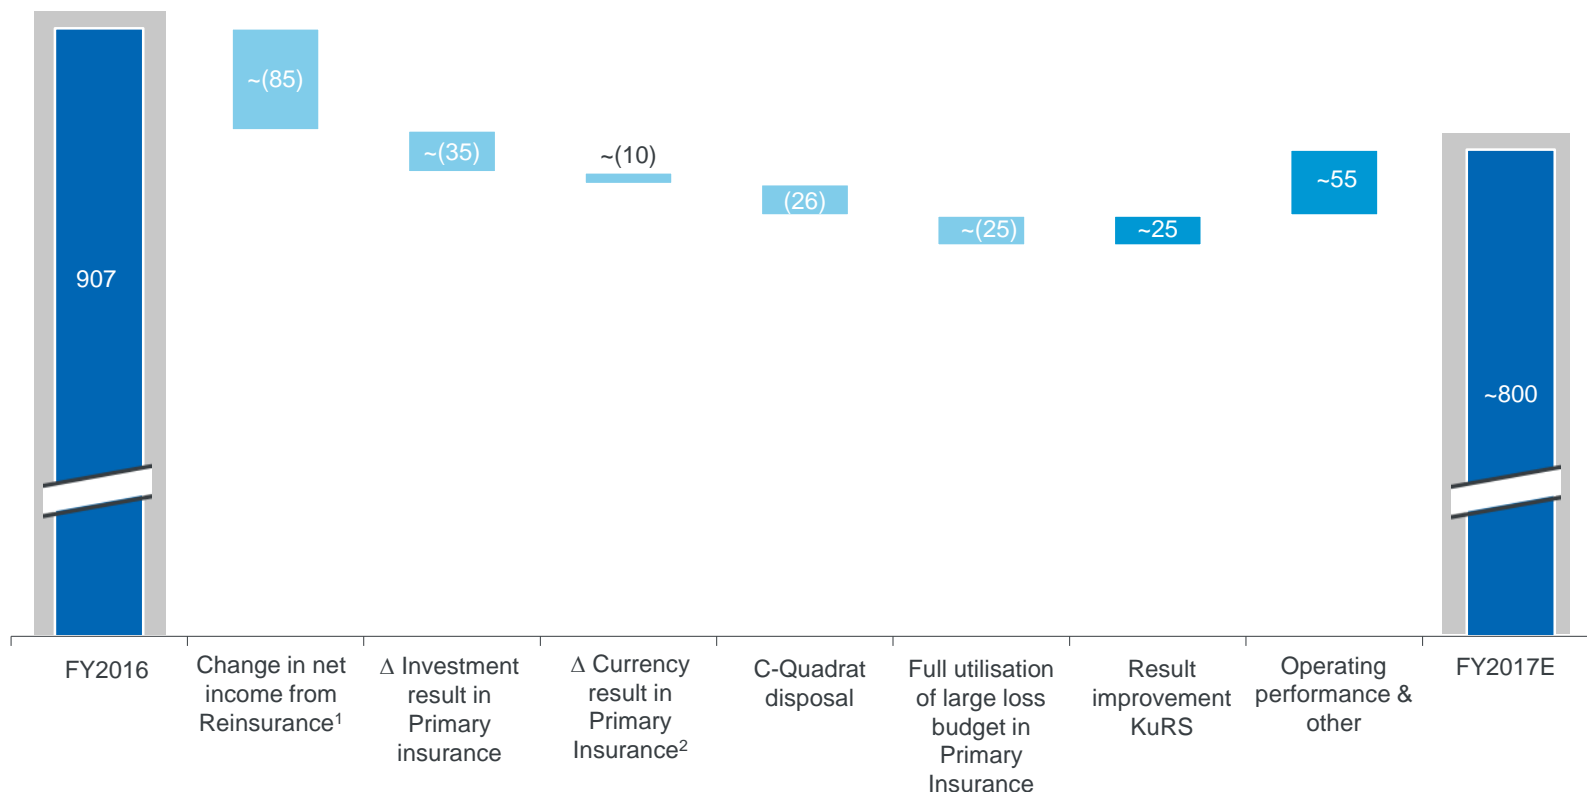 907
~(85)
~(35)
~(10)
(26)
~(25)
~25
~55
~800
FY2016
Change in net
income from
Reinsurance¹
Δ Investment
result in
Primary
insurance
Δ Currency
result in
Primary
Insurance²
C-Quadrat
disposal
Full utilisation
of large loss
budget in
Primary
Insurance
Result
improvement
KuRS
Operating
performance &
other
FY2017E